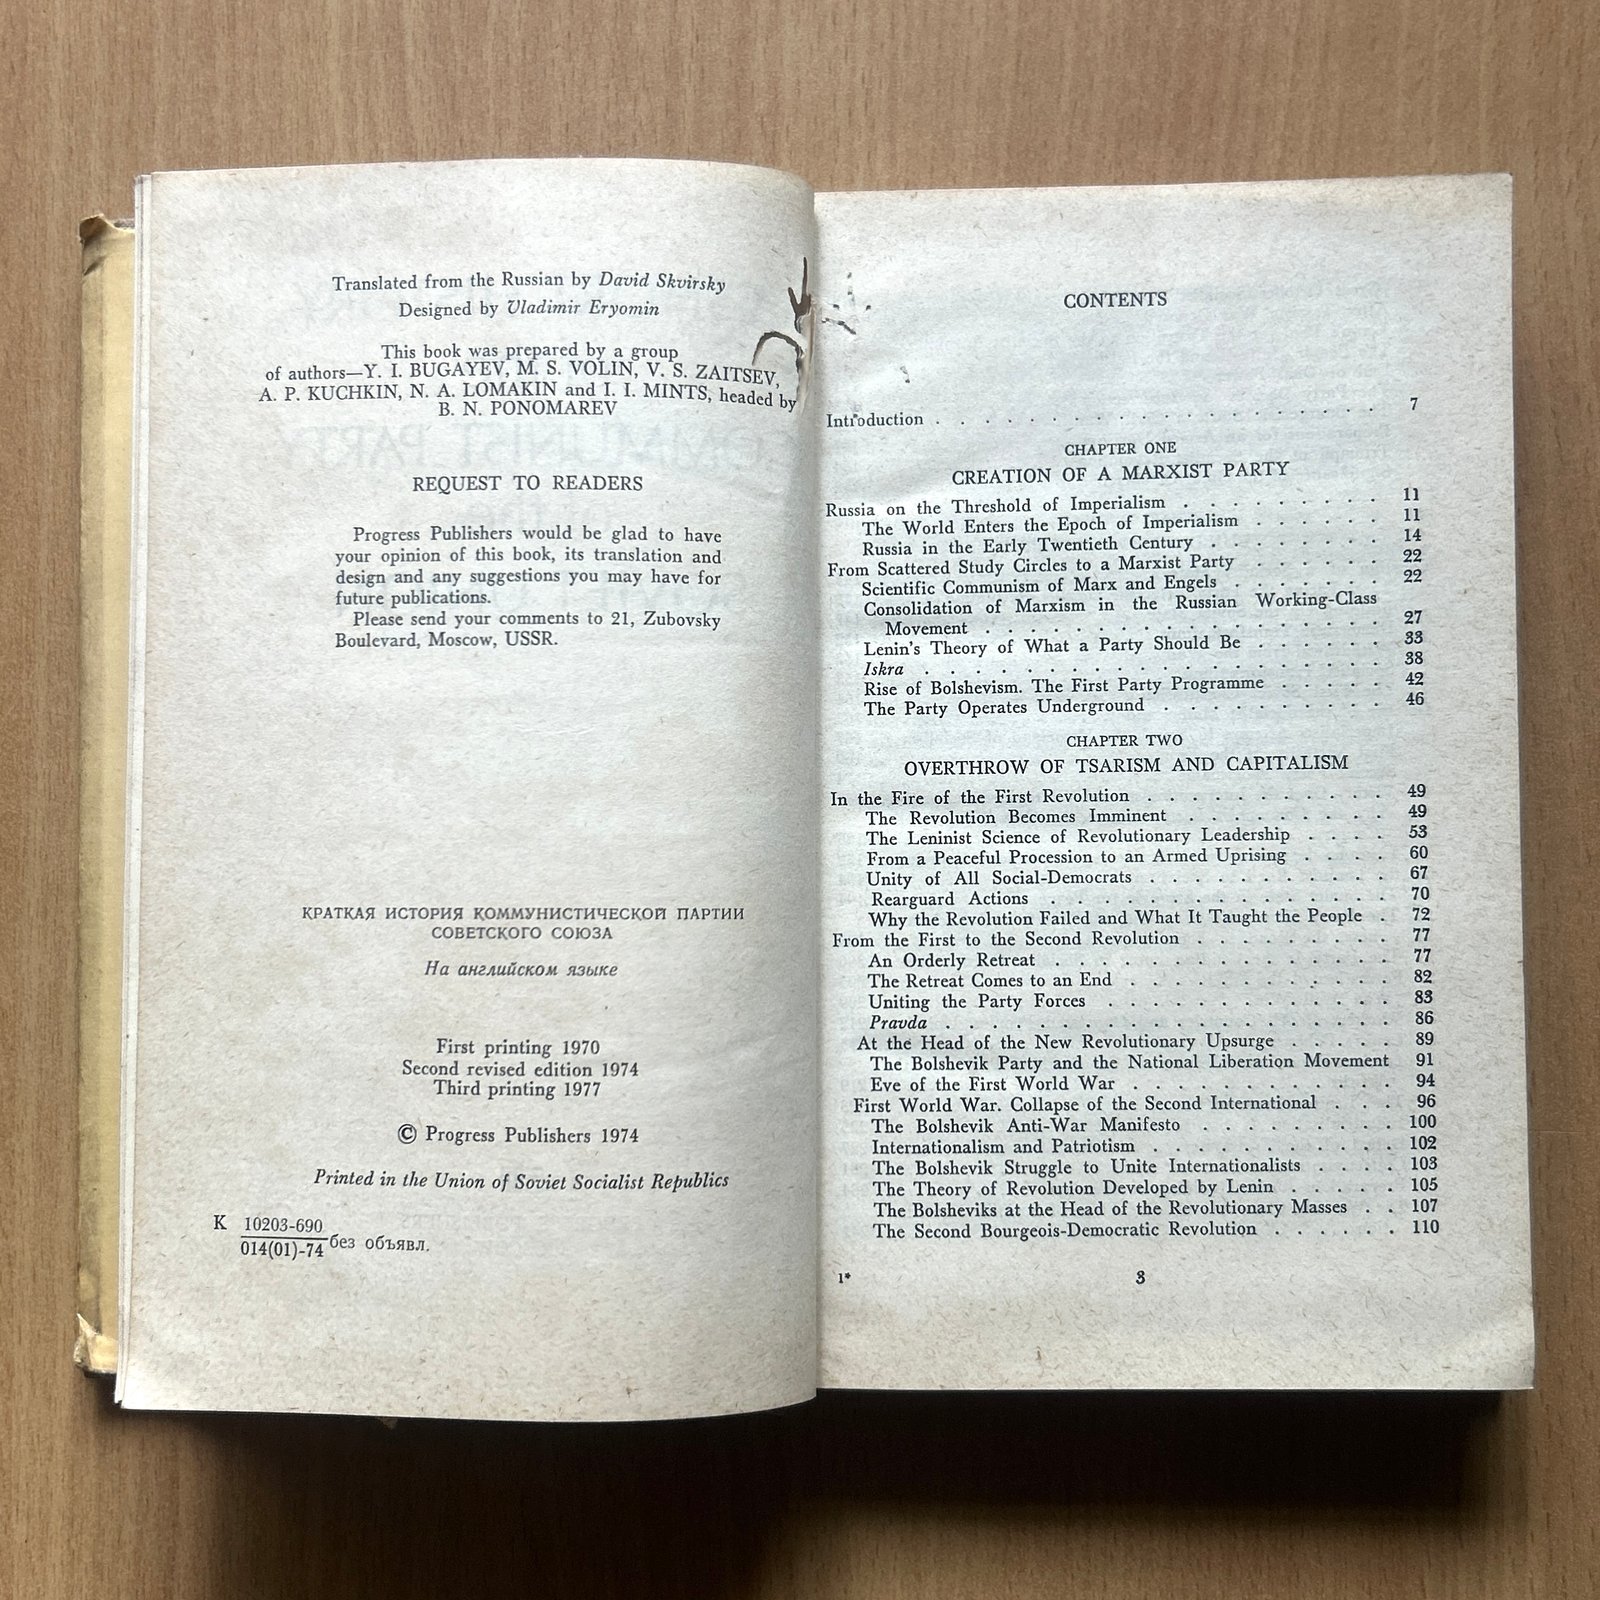 Translated from the Russian by David Skvirsky
Designed by Vladimir Eryomin
This book was prepared by a group
of authors—Y. I. BUGAYEV, M. S. VOLIN, V. S. ZAITSEV,
A. P. KUCHKIN, N. A. LOMAKIN and I. I. MINTS, headed by
B. N. PONOMAREV
REQUEST TO READERS
Progress Publishers would be glad to have
your opinion of this book, its translation and
design and any suggestions you may have for
future publications.
Please send your comments to 21, Zubovsky
Boulevard, Moscow, USSR.
КРАТКАЯ ИСТОРИЯ КОММУНИСТИЧЕСКОЙ ПАРТИИ
СОВЕТСКОГО СОЮЗА
На английском языке
First printing 1970
Second revised edition 1974
Third printing 1977
© Progress Publishers 1974
Printed in the Union of Soviet Socialist Republics
К 10203-690
014(01)-74 без объявл.
CONTENTS
Introduction . . . . . . . . . . . . . . . . . . 7
CHAPTER ONE
CREATION OF A MARXIST PARTY
Russia on the Threshold of Imperialism . . . . . . . . . 11
The World Enters the Epoch of Imperialism . . . . . . 11
Russia in the Early Twentieth Century . . . . . . . . 14
From Scattered Study Circles to a Marxist Party . . . . . . 22
Scientific Communism of Marx and Engels . . . . . . . 22
Consolidation of Marxism in the Russian Working-Class
Movement . . . . . . . . . . . . . . . . . 27
Lenin's Theory of What a Party Should Be . . . . . . 33
Iskra . . . . . . . . . . . . . . . . . . 38
Rise of Bolshevism. The First Party Programme . . . . . 42
The Party Operates Underground . . . . . . . . . . 46
CHAPTER TWO
OVERTHROW OF TSARISM AND CAPITALISM
In the Fire of the First Revolution . . . . . . . . . . 49
The Revolution Becomes Imminent . . . . . . . . . 49
The Leninist Science of Revolutionary Leadership . . . . 53
From a Peaceful Procession to an Armed Uprising . . . . 60
Unity of All Social-Democrats . . . . . . . . . . . 67
Rearguard Actions . . . . . . . . . . . . . . 70
Why the Revolution Failed and What It Taught the People . 72
From the First to the Second Revolution . . . . . . . . . 77
An Orderly Retreat . . . . . . . . . . . . . . 77
The Retreat Comes to an End . . . . . . . . . . . 82
Uniting the Party Forces . . . . . . . . . . . . 83
Pravda . . . . . . . . . . . . . . . . . . 86
At the Head of the New Revolutionary Upsurge . . . . . 89
The Bolshevik Party and the National Liberation Movement 91
Eve of the First World War . . . . . . . . . . . 94
First World War. Collapse of the Second International . . . 96
The Bolshevik Anti-War Manifesto . . . . . . . . . 100
Internationalism and Patriotism . . . . . . . . . . . 102
The Bolshevik Struggle to Unite Internationalists . . . . 103
The Theory of Revolution Developed by Lenin . . . . . 105
The Bolsheviks at the Head of the Revolutionary Masses . . 107
The Second Bourgeois-Democratic Revolution . . . . . . 110
1*
3